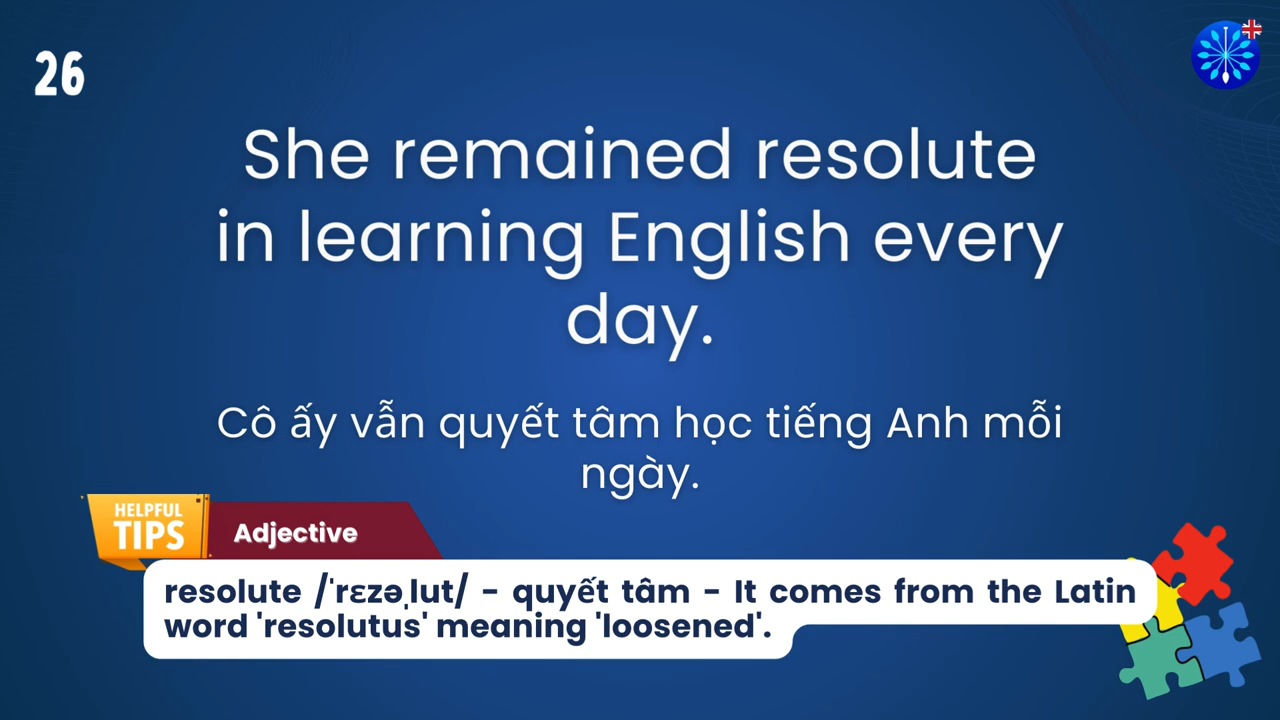 26
She remained resolute
in learning English every
day.
Cô ấy vẫn quyết tâm học tiếng Anh mỗi
ngày.
HELPFUL
TIPS
Adjective
resolute /ˈrɛzəˌlut/ - quyết tâm - It comes from the Latin
word 'resolutus' meaning 'loosened'.